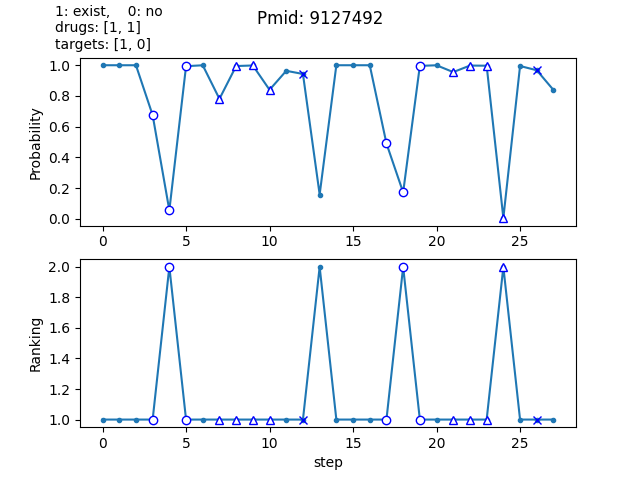 1: exist,    0: no
drugs: [1, 1]
targets: [1, 0]
Pmid: 9127492
Probability
1.0
0.8
0.6
0.4
0.2
0.0
0 5 10 15 20 25
Ranking
2.0
1.8
1.6
1.4
1.2
1.0
0 5 10 15 20 25
step